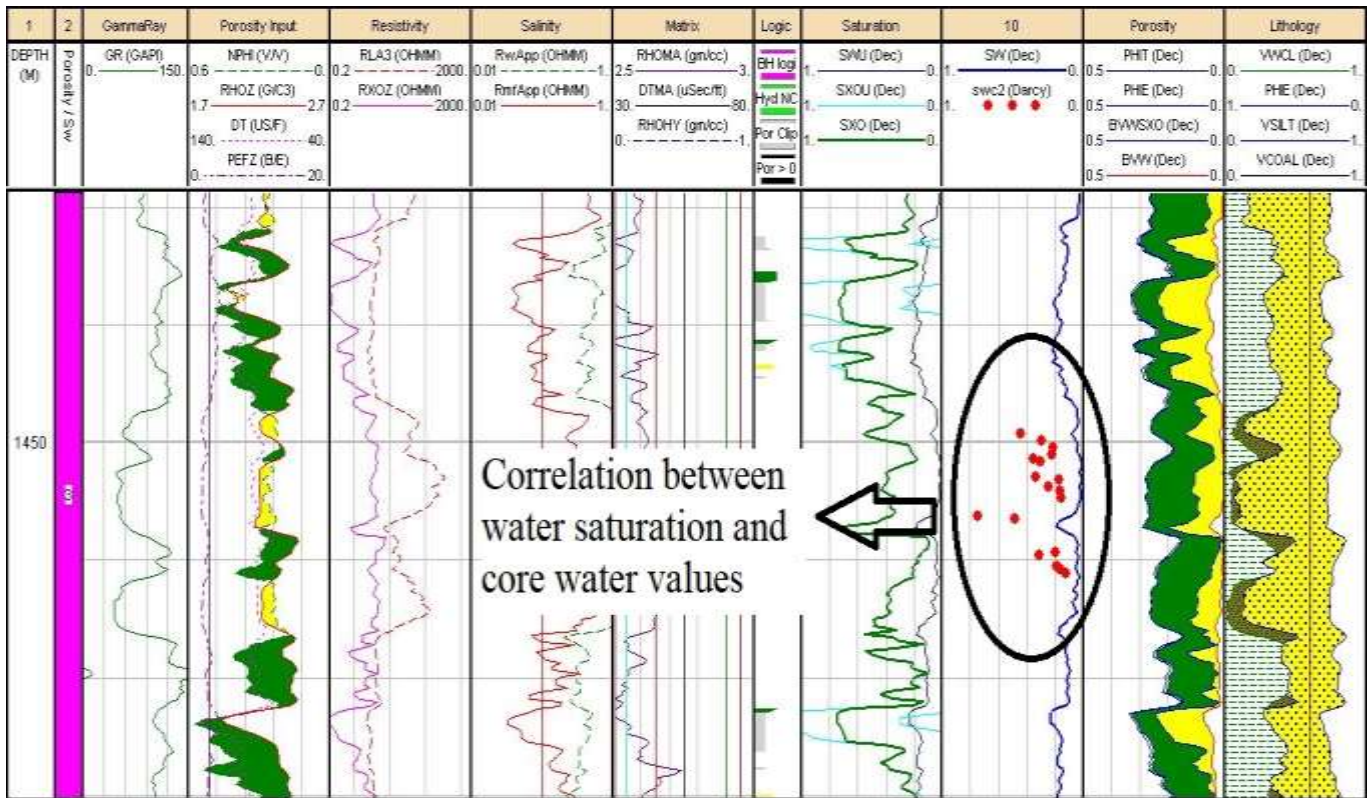 1 2 GammaRay Porosity Input Resistivity Salinity Matrix Logic Saturation 10 Porosity Lithology
DEPTH (M)
Porosity / Sw
GR (GAPI)
0. 150.
NPHI (V/V)
0.6 0.
RHOZ (G/C3)
1.7 2.7
DT (US/F)
140. 40.
PEFZ (B/E)
0. 20.
RLA3 (OHMM)
0.2 2000.
RXOZ (OHMM)
0.2 2000.
RwApp (OHMM)
0.01 1.
RmfApp (OHMM)
0.01 1.
RHOMA (gm/cc)
2.5 3.
DTMA (uSec/ft)
30. 80.
RHOHY (gm/cc)
0. 1.
BH logi
Hyd NC
Por Clip
Por > 0
SWU (Dec)
1. 0.
SXOU (Dec)
1. 0.
SXO (Dec)
1. 0.
SW (Dec)
1. 0.
swc2 (Darcy)
1. 0.
PHIT (Dec)
0.5 0.
PHIE (Dec)
0.5 0.
BVWSXO (Dec)
0.5 0.
BVW (Dec)
0.5 0.
VWCL (Dec)
0. 1.
PHIE (Dec)
1. 0.
VSILT (Dec)
0. 1.
VCOAL (Dec)
0. 1.
1450
Correlation between
water saturation and
core water values